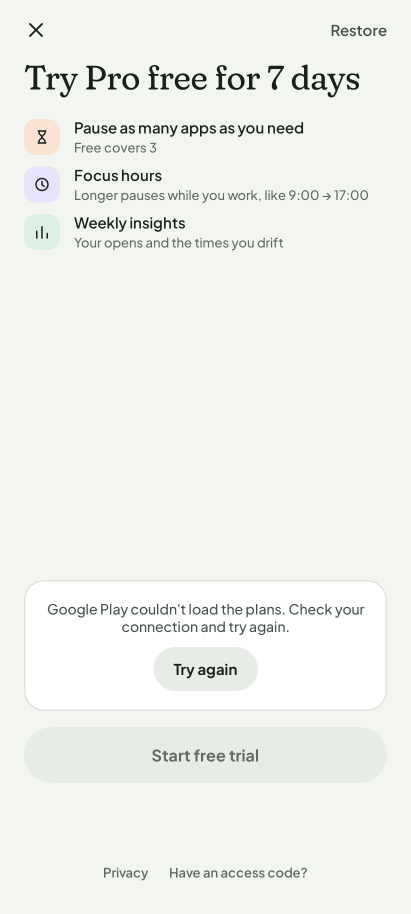 Restore
Try Pro free for 7 days
Pause as many apps as you need
Free covers 3
Focus hours
Longer pauses while you work, like 9:00 → 17:00
Weekly insights
Your opens and the times you drift
Google Play couldn't load the plans. Check your
connection and try again.
Try again
Start free trial
Privacy Have an access code?